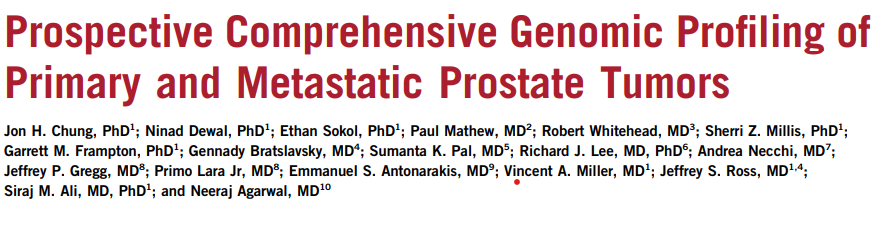 Prospective Comprehensive Genomic Profiling of
Primary and Metastatic Prostate Tumors
Jon H. Chung, PhD¹; Ninad Dewal, PhD¹; Ethan Sokol, PhD¹; Paul Mathew, MD²; Robert Whitehead, MD³; Sherri Z. Millis, PhD¹;
Garrett M. Frampton, PhD¹; Gennady Bratslavsky, MD⁴; Sumanta K. Pal, MD⁵; Richard J. Lee, MD, PhD⁶; Andrea Necchi, MD⁷;
Jeffrey P. Gregg, MD⁸; Primo Lara Jr, MD⁸; Emmanuel S. Antonarakis, MD⁹; Vincent A. Miller, MD¹; Jeffrey S. Ross, MD¹,⁴;
Siraj M. Ali, MD, PhD¹; and Neeraj Agarwal, MD¹⁰